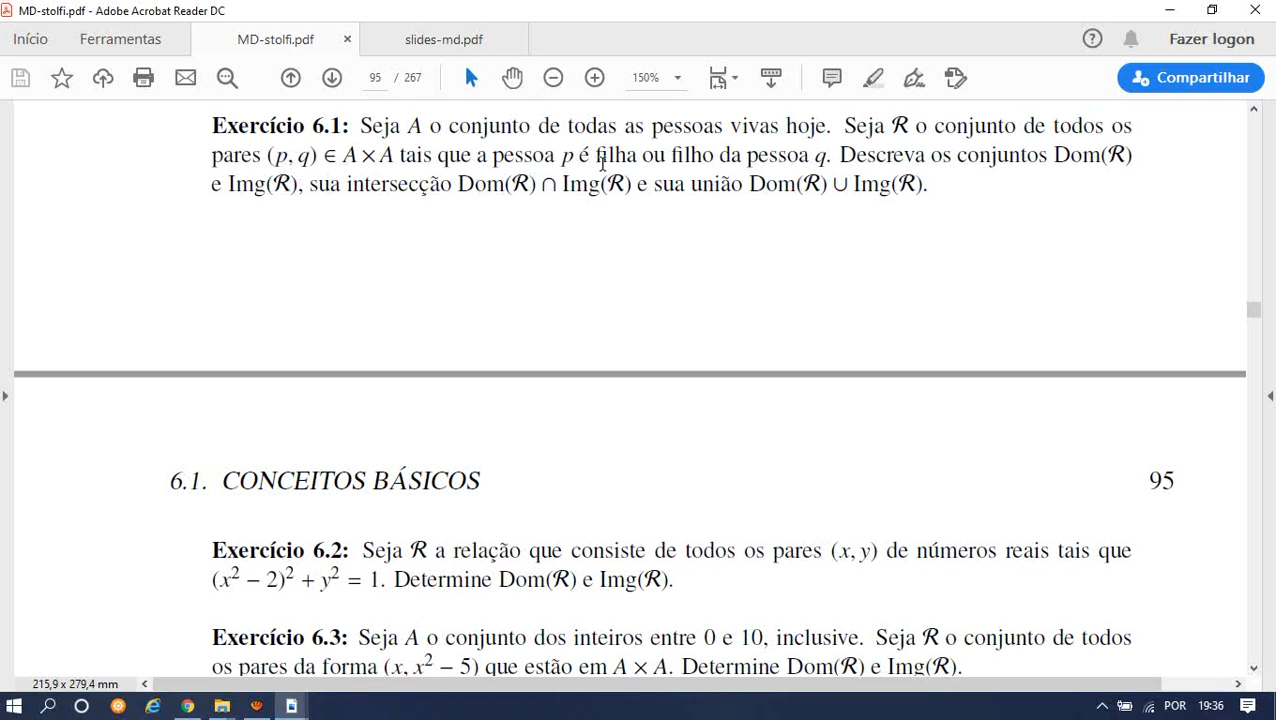 MD-stolfi.pdf - Adobe Acrobat Reader DC
Início Ferramentas MD-stolfi.pdf × slides-md.pdf Fazer logon
95 / 267 150% Compartilhar
Exercício 6.1: Seja A o conjunto de todas as pessoas vivas hoje. Seja ℛ o conjunto de todos os
pares (p, q) ∈ A × A tais que a pessoa p é filha ou filho da pessoa q. Descreva os conjuntos Dom(ℛ)
e Img(ℛ), sua intersecção Dom(ℛ) ∩ Img(ℛ) e sua união Dom(ℛ) ∪ Img(ℛ).
6.1. CONCEITOS BÁSICOS 95
Exercício 6.2: Seja ℛ a relação que consiste de todos os pares (x, y) de números reais tais que
(x² − 2)² + y² = 1. Determine Dom(ℛ) e Img(ℛ).
Exercício 6.3: Seja A o conjunto dos inteiros entre 0 e 10, inclusive. Seja ℛ o conjunto de todos
os pares da forma (x, x² − 5) que estão em A × A. Determine Dom(ℛ) e Img(ℛ).
215,9 x 279,4 mm
POR 19:36